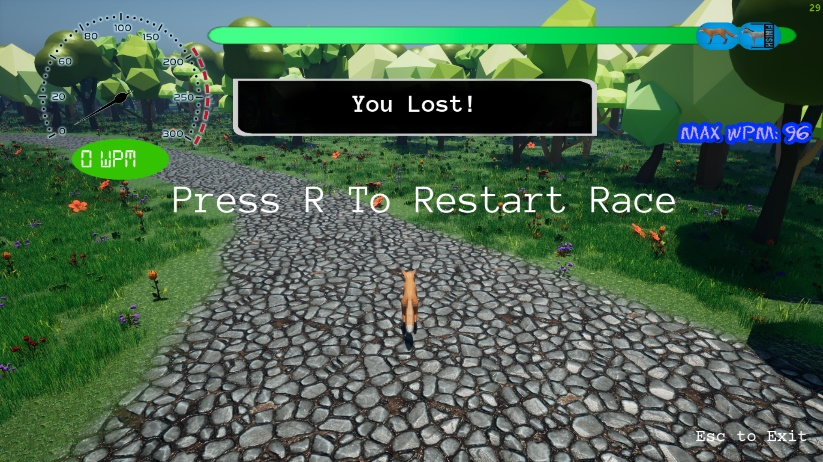 29
80 100 150
60 200
20 250
0 300
FINISH
You Lost!
MAX WPM: 96
0 WPM
Press R To Restart Race
Esc to Exit